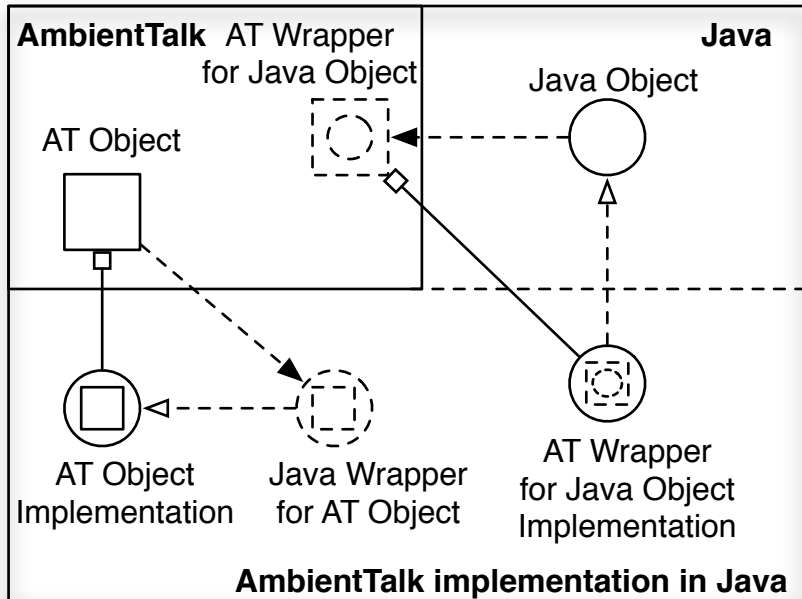 AmbientTalk
AT Wrapper
for Java Object
Java
Java Object
AT Object
AT Object
Implementation
Java Wrapper
for AT Object
AT Wrapper
for Java Object
Implementation
AmbientTalk implementation in Java